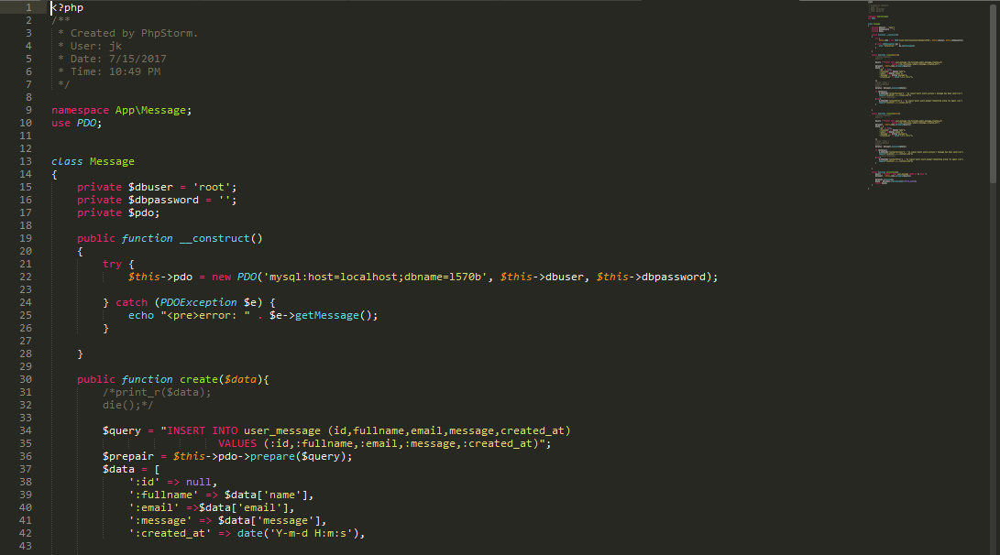 1 <?php
2 /**
3 * Created by PhpStorm.
4 * User: jk
5 * Date: 7/15/2017
6 * Time: 10:49 PM
7 */
8
9 namespace App\Message;
10 use PDO;
11
12
13 class Message
14 {
15 private $dbuser = 'root';
16 private $dbpassword = '';
17 private $pdo;
18
19 public function __construct()
20 {
21 try {
22 $this->pdo = new PDO('mysql:host=localhost;dbname=l570b', $this->dbuser, $this->dbpassword);
23
24 } catch (PDOException $e) {
25 echo "<pre>error: " . $e->getMessage();
26 }
27
28 }
29
30 public function create($data){
31 /*print_r($data);
32 die();*/
33
34 $query = "INSERT INTO user_message (id,fullname,email,message,created_at)
35 VALUES (:id,:fullname,:email,:message,:created_at)";
36 $prepair = $this->pdo->prepare($query);
37 $data = [
38 ':id' => null,
39 ':fullname' => $data['name'],
40 ':email' =>$data['email'],
41 ':message' => $data['message'],
42 ':created_at' => date('Y-m-d H:m:s'),
43